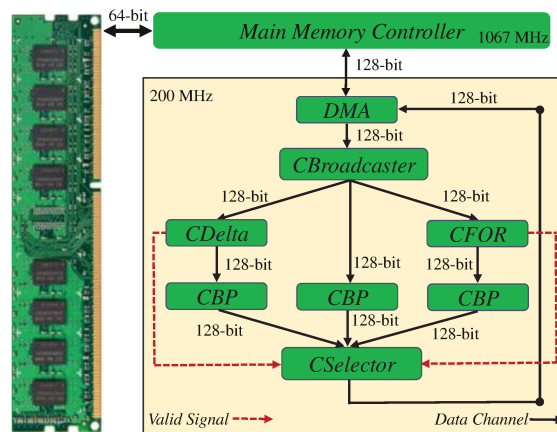 64-bit
Main Memory Controller 1067 MHz
128-bit
200 MHz
DMA
128-bit
128-bit
CBroadcaster
128-bit
128-bit
128-bit
CDelta
CFOR
128-bit
128-bit
128-bit
CBP
CBP
CBP
128-bit
128-bit
128-bit
CSelector
Valid Signal
Data Channel